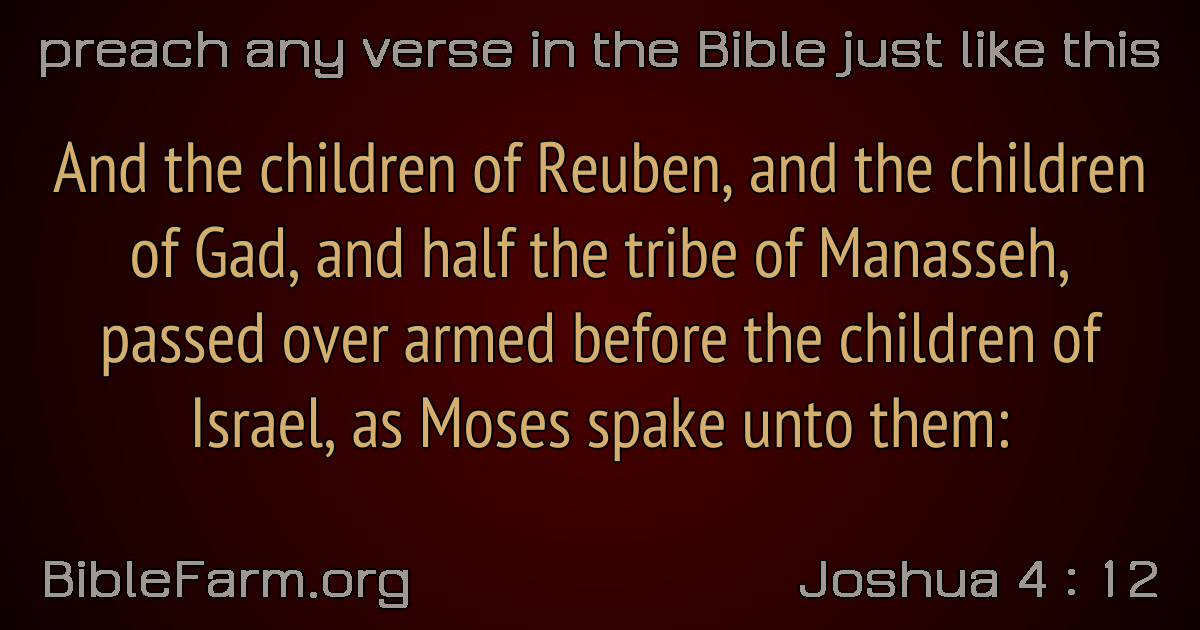 preach any verse in the Bible just like this
And the children of Reuben, and the children
of Gad, and half the tribe of Manasseh,
passed over armed before the children of
Israel, as Moses spake unto them:
BibleFarm.org
Joshua 4 : 12